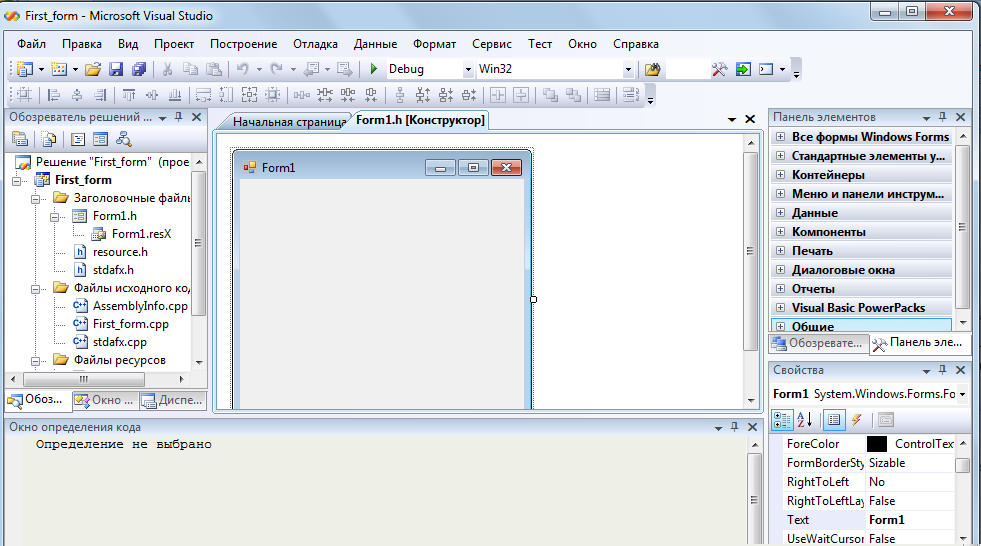 First_form - Microsoft Visual Studio
Файл Правка Вид Проект Построение Отладка Данные Формат Сервис Тест Окно Справка
Debug Win32
Обозреватель решений ...
Решение "First_form" (прое
First_form
Заголовочные файлы
Form1.h
Form1.resX
resource.h
stdafx.h
Файлы исходного код
AssemblyInfo.cpp
First_form.cpp
stdafx.cpp
Файлы ресурсов
Обоз... Окно ... Диспе...
Начальная страница Form1.h [Конструктор]
Form1
Панель элементов
Все формы Windows Forms
Стандартные элементы у...
Контейнеры
Меню и панели инструм...
Данные
Компоненты
Печать
Диалоговые окна
Отчеты
Visual Basic PowerPacks
Общие
Обозревате... Панель эле...
Окно определения кода
Определение не выбрано
Свойства
Form1 System.Windows.Forms.Fo
ForeColor ControlTex
FormBorderSty Sizable
RightToLeft No
RightToLeftLay False
Text Form1
UseWaitCursor False